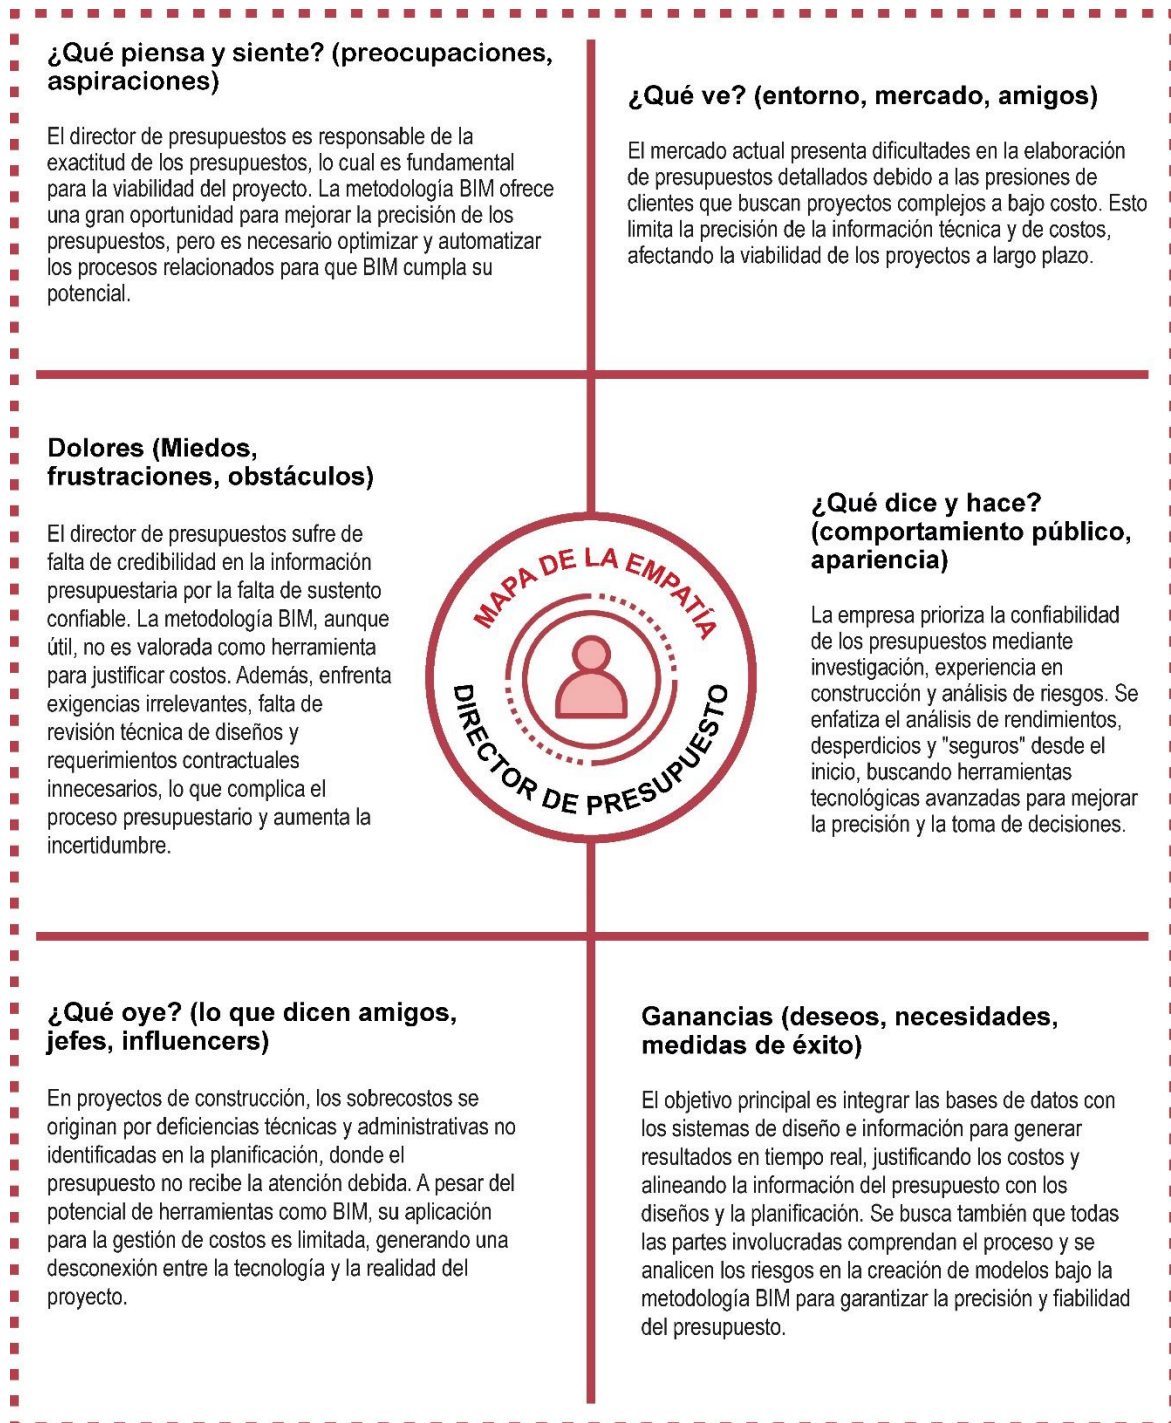 ¿Qué piensa y siente? (preocupaciones,
aspiraciones)
El director de presupuestos es responsable de la
exactitud de los presupuestos, lo cual es fundamental
para la viabilidad del proyecto. La metodología BIM ofrece
una gran oportunidad para mejorar la precisión de los
presupuestos, pero es necesario optimizar y automatizar
los procesos relacionados para que BIM cumpla su
potencial.
¿Qué ve? (entorno, mercado, amigos)
El mercado actual presenta dificultades en la elaboración
de presupuestos detallados debido a las presiones de
clientes que buscan proyectos complejos a bajo costo. Esto
limita la precisión de la información técnica y de costos,
afectando la viabilidad de los proyectos a largo plazo.
Dolores (Miedos,
frustraciones, obstáculos)
El director de presupuestos sufre de
falta de credibilidad en la información
presupuestaria por la falta de sustento
confiable. La metodología BIM, aunque
útil, no es valorada como herramienta
para justificar costos. Además, enfrenta
exigencias irrelevantes, falta de
revisión técnica de diseños y
requerimientos contractuales
innecesarios, lo que complica el
proceso presupuestario y aumenta la
incertidumbre.
MAPA DE LA EMPATÍA
DIRECTOR DE PRESUPUESTO
¿Qué dice y hace?
(comportamiento público,
apariencia)
La empresa prioriza la confiabilidad
de los presupuestos mediante
investigación, experiencia en
construcción y análisis de riesgos. Se
enfatiza el análisis de rendimientos,
desperdicios y "seguros" desde el
inicio, buscando herramientas
tecnológicas avanzadas para mejorar
la precisión y la toma de decisiones.
¿Qué oye? (lo que dicen amigos,
jefes, influencers)
En proyectos de construcción, los sobrecostos se
originan por deficiencias técnicas y administrativas no
identificadas en la planificación, donde el
presupuesto no recibe la atención debida. A pesar del
potencial de herramientas como BIM, su aplicación
para la gestión de costos es limitada, generando una
desconexión entre la tecnología y la realidad del
proyecto.
Ganancias (deseos, necesidades,
medidas de éxito)
El objetivo principal es integrar las bases de datos con
los sistemas de diseño e información para generar
resultados en tiempo real, justificando los costos y
alineando la información del presupuesto con los
diseños y la planificación. Se busca también que todas
las partes involucradas comprendan el proceso y se
analicen los riesgos en la creación de modelos bajo la
metodología BIM para garantizar la precisión y fiabilidad
del presupuesto.